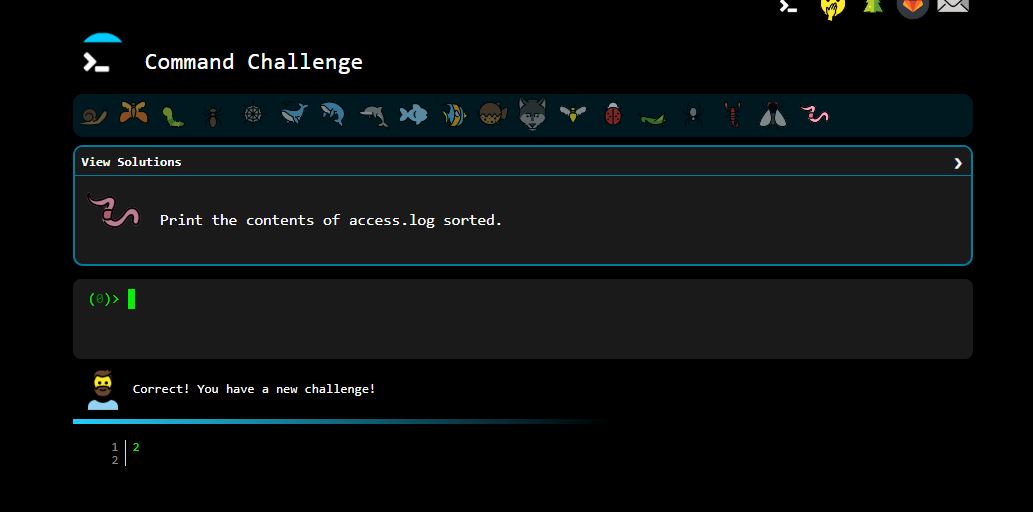 Command Challenge
View Solutions
Print the contents of access.log sorted.
(0)>
Correct! You have a new challenge!
1 2
2